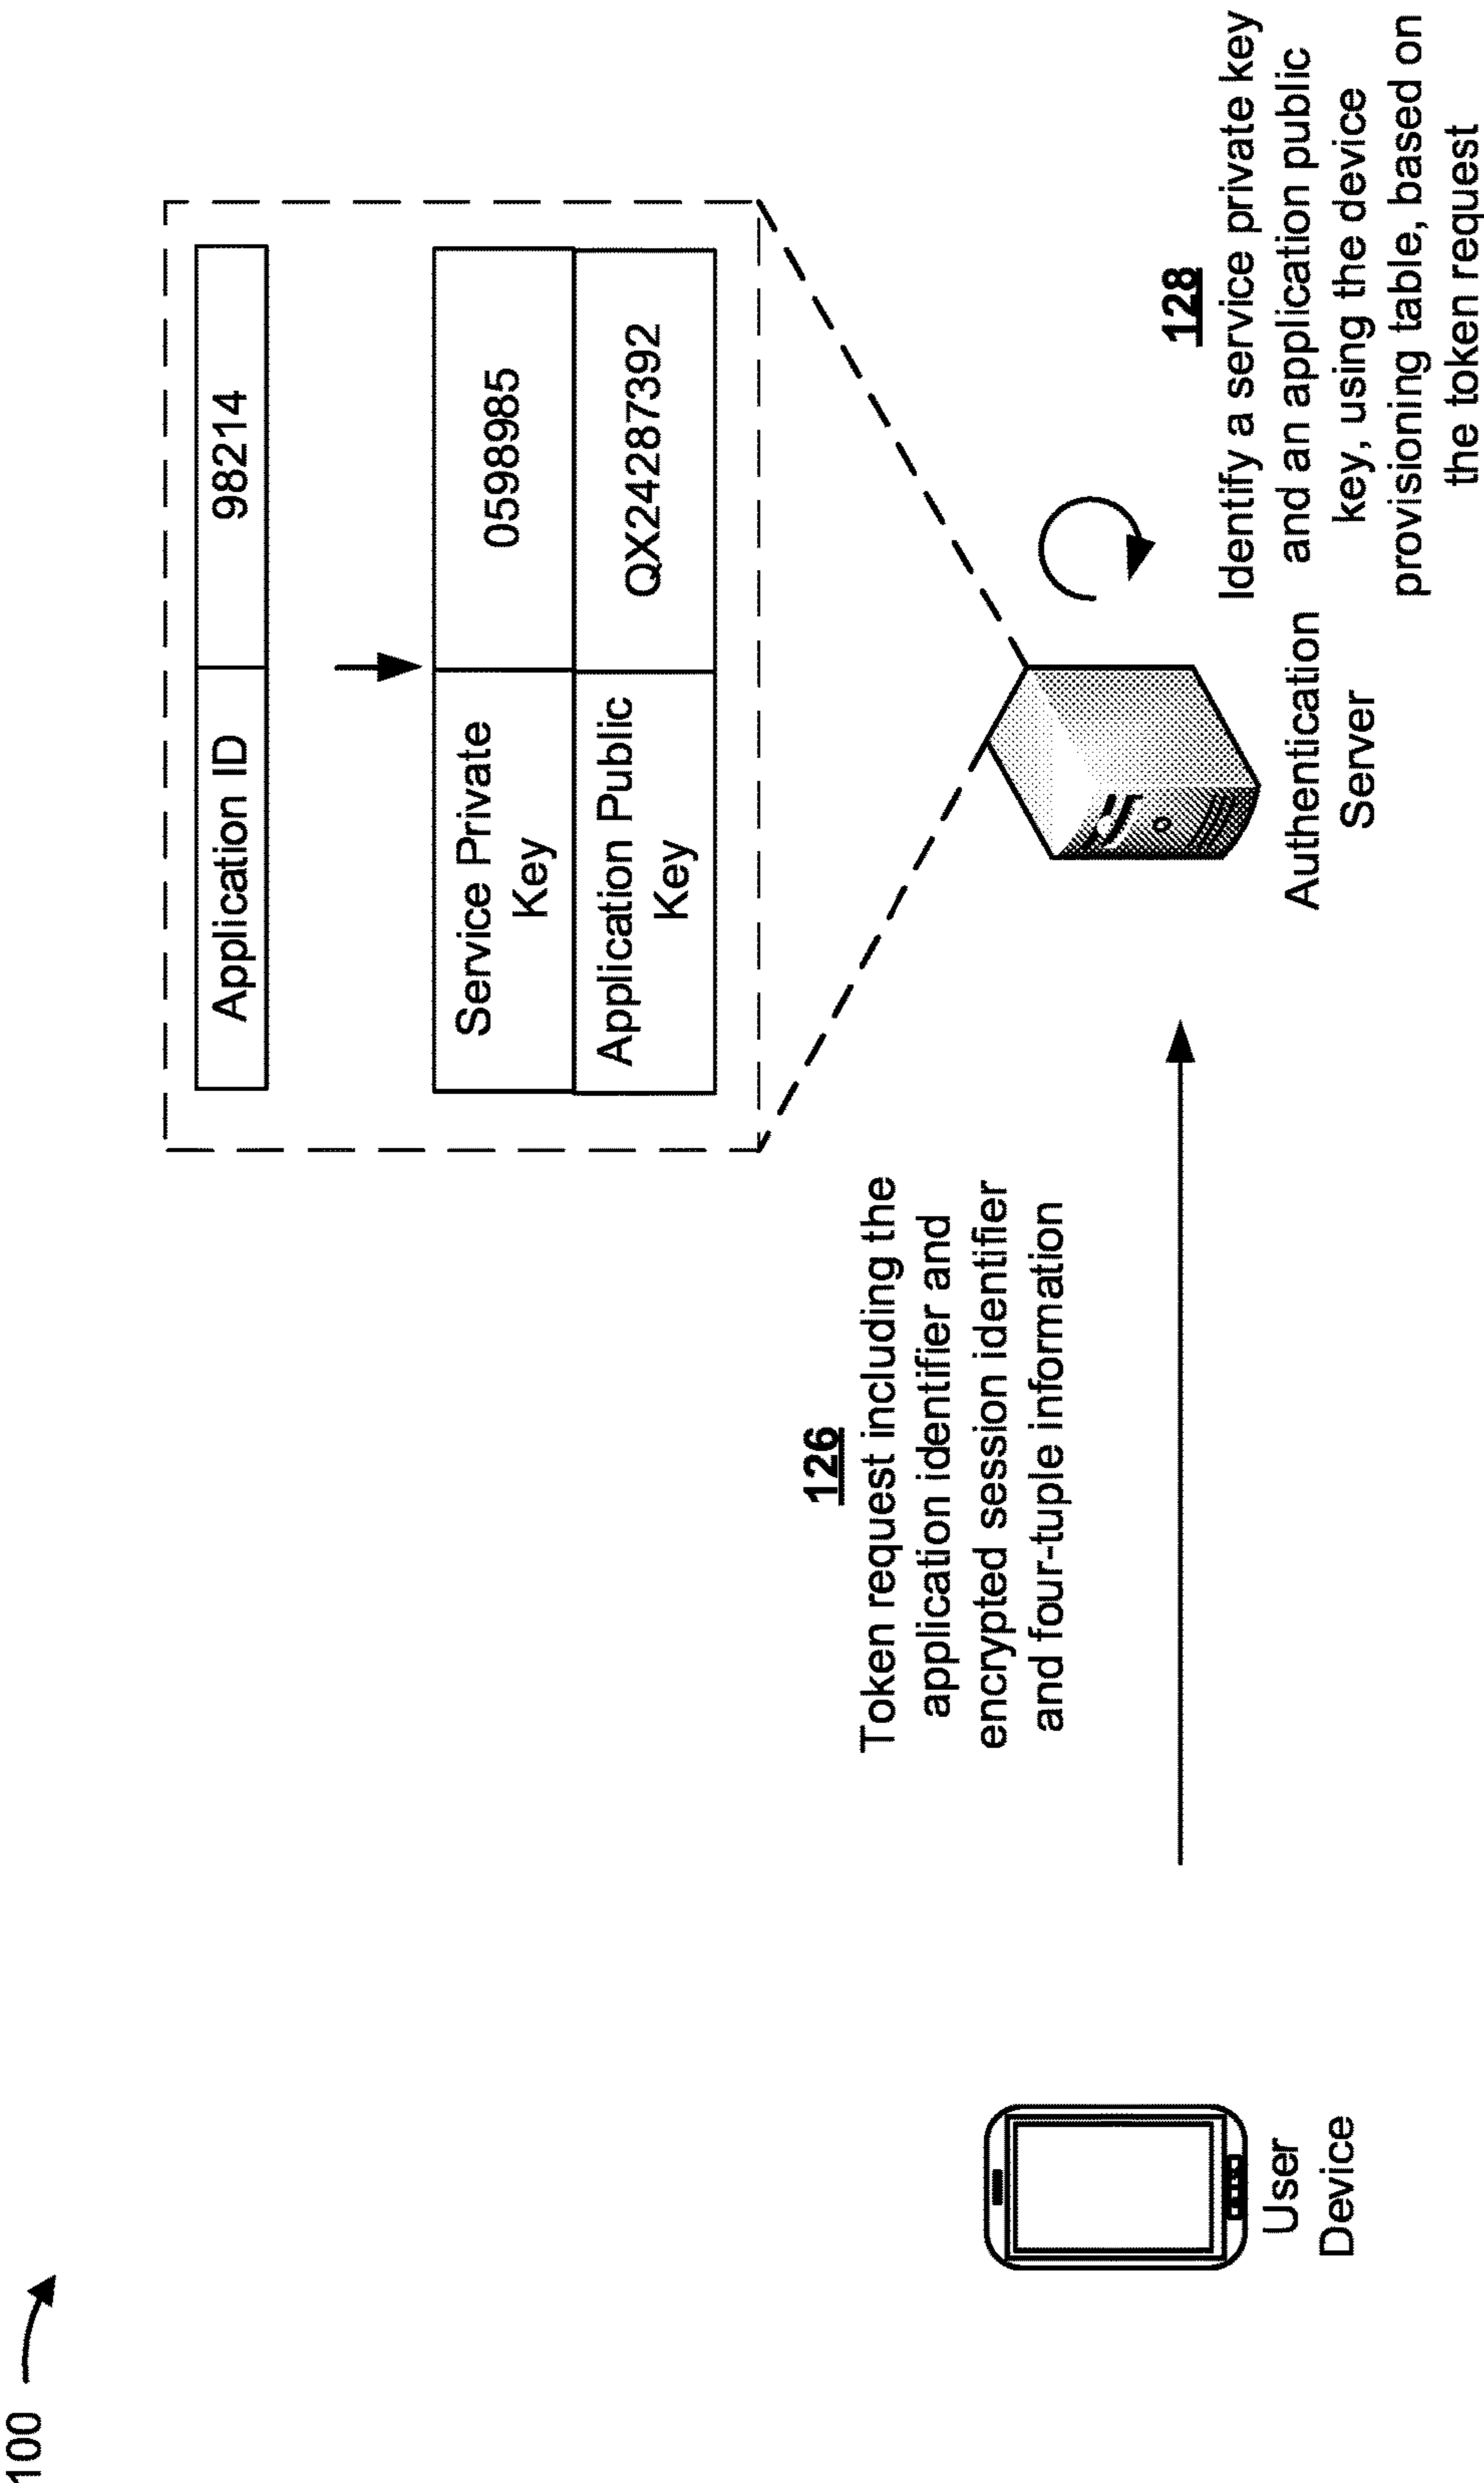 100
Application ID
98214
Service Private
Key
0598985
Application Public
Key
QX24287392
126
Token request including the
application identifier and
encrypted session identifier
and four-tuple information
128
Identify a service private key
and an application public
key, using the device
provisioning table, based on
the token request
User
Device
Authentication
Server